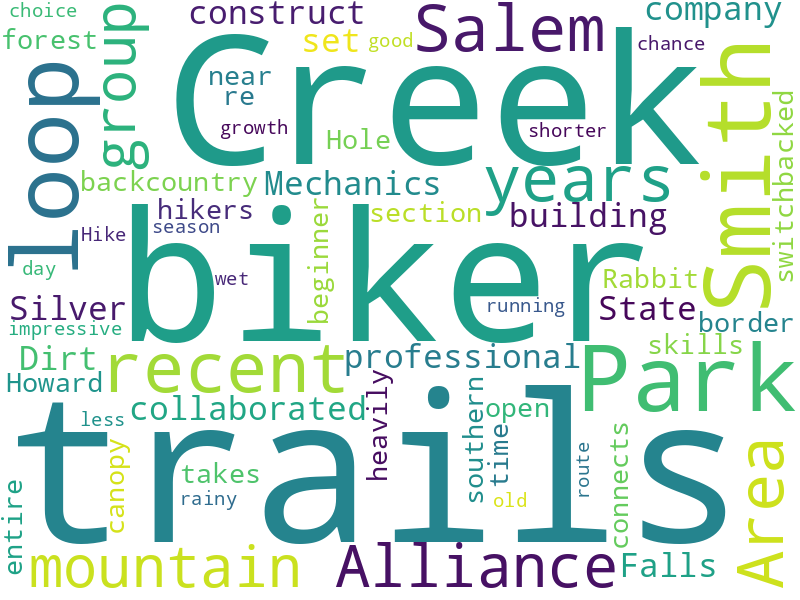 choice
construct
Salem
company
forest
set
good
chance
group
Creek
near
re
loop
growth
Hole
shorter
Smith
switchbacked
backcountry
Mechanics
years
hikers
section
building
Hike
season
beginner
day
biker
wet
running
Rabbit
Silver
State
border
impressive
skills
Dirt
recent
professional
Park
Howard
collaborated
heavily
southern
open
less
trails
canopy
takes
time
route
connects
Area
rainy
old
entire
mountain
Alliance
Falls